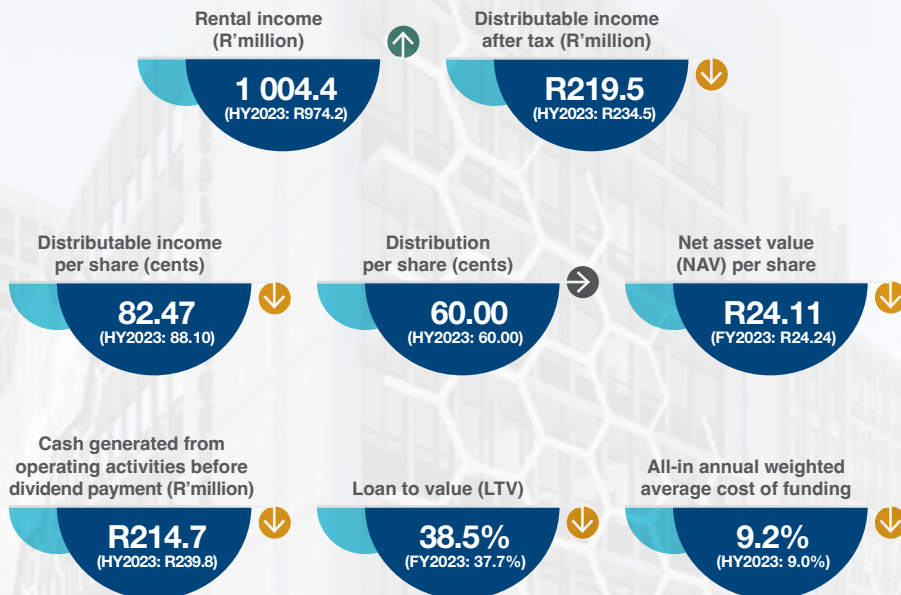 Rental income
(R'million)
1 004.4
(HY2023: R974.2)
Distributable income
after tax (R'million)
R219.5
(HY2023: R234.5)
Distributable income
per share (cents)
82.47
(HY2023: 88.10)
Distribution
per share (cents)
60.00
(HY2023: 60.00)
Net asset value
(NAV) per share
R24.11
(FY2023: R24.24)
Cash generated from
operating activities before
dividend payment (R'million)
R214.7
(HY2023: R239.8)
Loan to value (LTV)
38.5%
(FY2023: 37.7%)
All-in annual weighted
average cost of funding
9.2%
(HY2023: 9.0%)